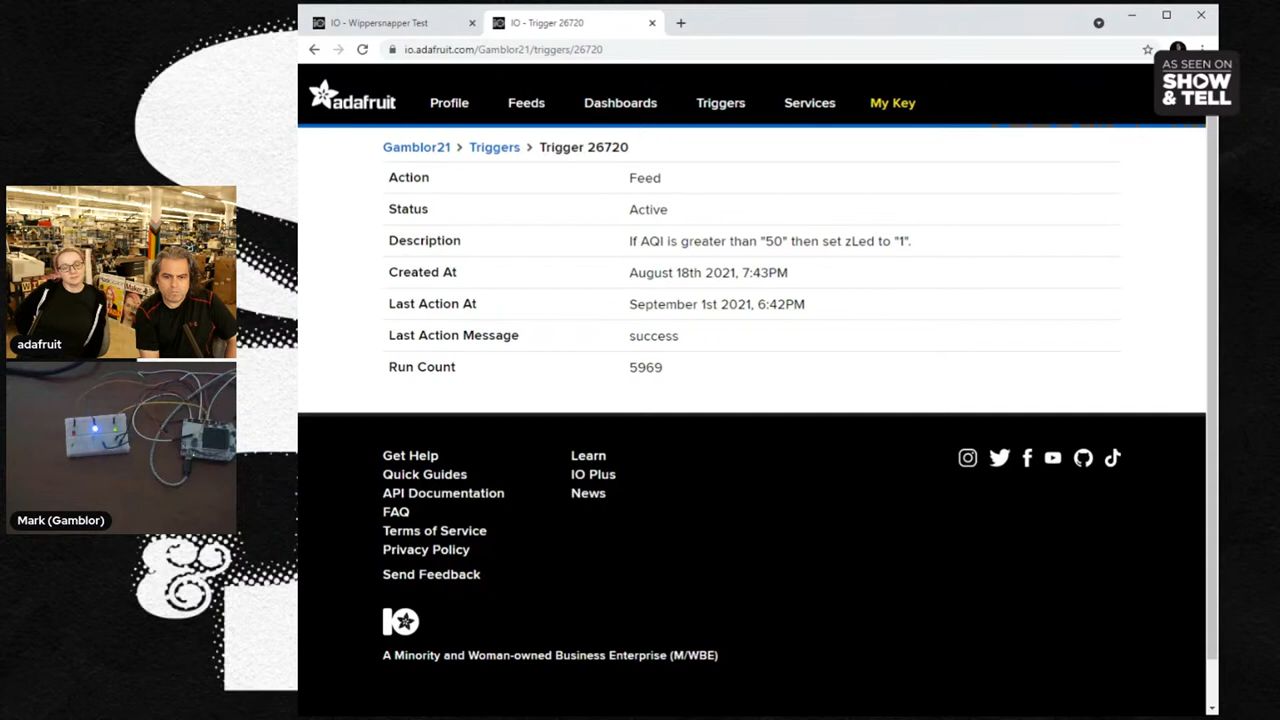 IO - Wippersnapper Test
IO - Trigger 26720
io.adafruit.com/Gamblor21/triggers/26720
AS SEEN ON
SHOW
& TELL
adafruit
Profile
Feeds
Dashboards
Triggers
Services
My Key
Gamblor21 > Triggers > Trigger 26720
Action Feed
Status Active
Description If AQI is greater than "50" then set zLed to "1".
Created At August 18th 2021, 7:43PM
Last Action At September 1st 2021, 6:42PM
Last Action Message success
Run Count 5969
adafruit
Mark (Gamblor)
&
Get Help
Quick Guides
API Documentation
FAQ
Terms of Service
Privacy Policy
Send Feedback
Learn
IO Plus
News
IO
A Minority and Woman-owned Business Enterprise (M/WBE)